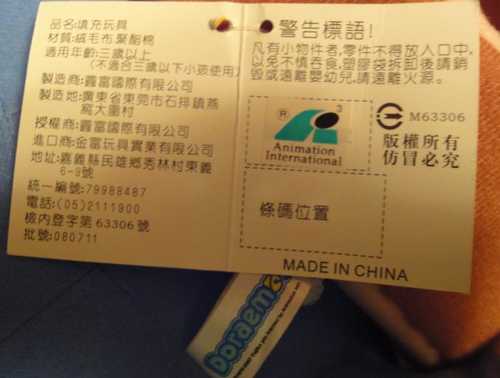 品名:填充玩具
材質:絨毛布聚酯棉
適用年齡:三歲以上
(不適合三歲以下小孩使用)
製造商:圓富國際有限公司
製造地:廣東省東莞市石排鎮燕
窩大量村
授權商:圓富國際有限公司
進口商:金富玩具實業有限公司
地址:嘉義縣民雄鄉秀林村東義
6-9號
統一編號:79988487
電話:(05)2111900
檢內登字第 63306 號
批號:080711
警告標語!
凡有小物件者,零件不得放入口中,
以免不慎吞食,塑膠袋拆卸後請銷
毀或遠離嬰幼兒,請遠離火源。
® 3
Animation
International
M63306
版權所有
仿冒必究
條碼位置
MADE IN CHINA
Doraemon